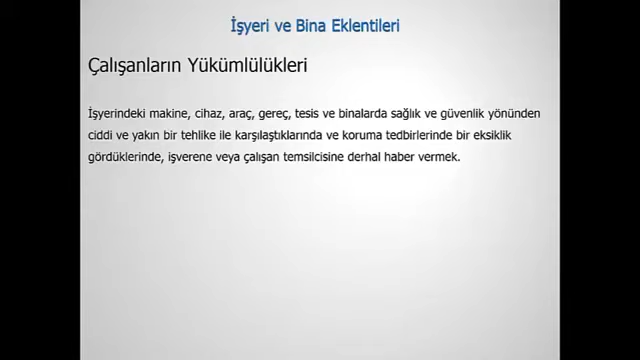 İşyeri ve Bina Eklentileri
Çalışanların Yükümlülükleri
İşyerindeki makine, cihaz, araç, gereç, tesis ve binalarda sağlık ve güvenlik yönünden
ciddi ve yakın bir tehlike ile karşılaştıklarında ve koruma tedbirlerinde bir eksiklik
gördüklerinde, işverene veya çalışan temsilcisine derhal haber vermek.